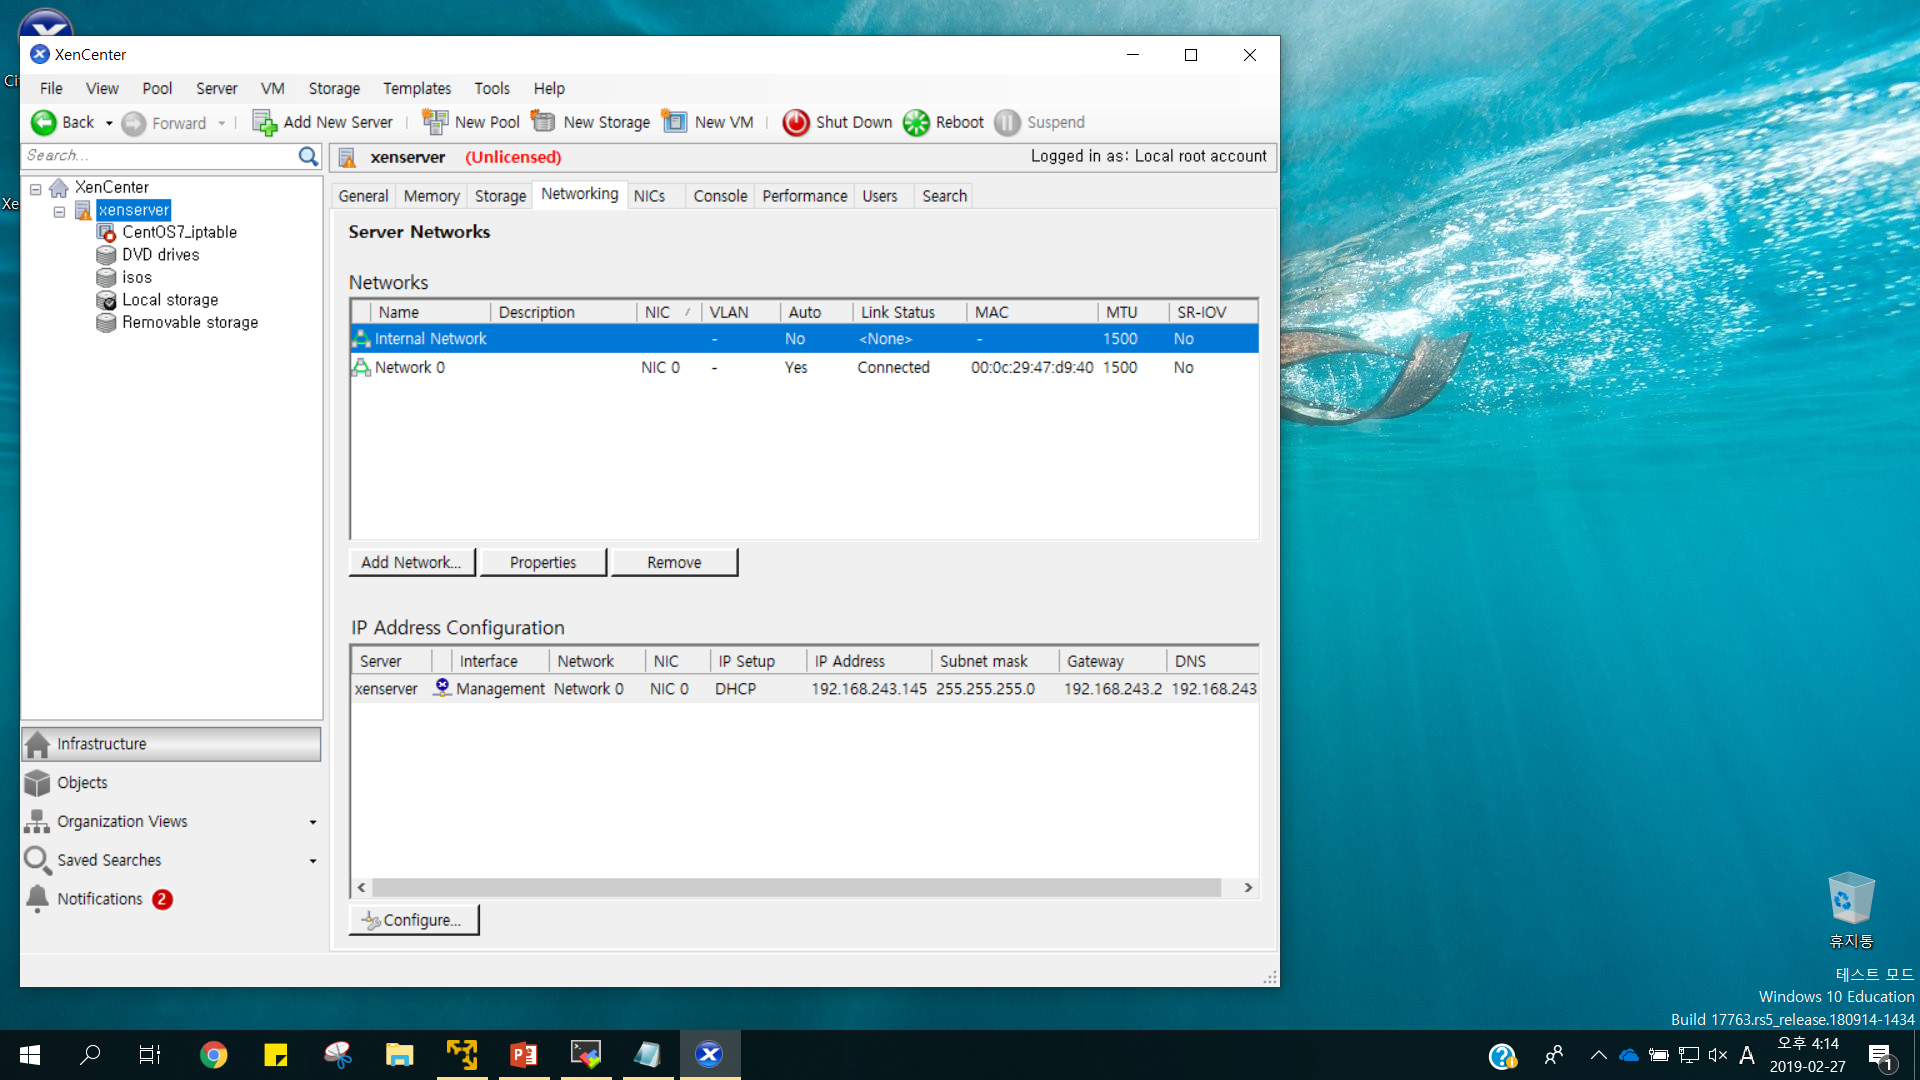 XenCenter
File View Pool Server VM Storage Templates Tools Help
Back Forward Add New Server New Pool New Storage New VM Shut Down Reboot Suspend
Search...
xenserver (Unlicensed) Logged in as: Local root account
XenCenter
xenserver
CentOS7_iptable
DVD drives
isos
Local storage
Removable storage
General Memory Storage Networking NICs Console Performance Users Search
Server Networks
Networks
Name Description NIC VLAN Auto Link Status MAC MTU SR-IOV
Internal Network - No <None> - 1500 No
Network 0 NIC 0 - Yes Connected 00:0c:29:47:d9:40 1500 No
Add Network... Properties Remove
IP Address Configuration
Server Interface Network NIC IP Setup IP Address Subnet mask Gateway DNS
xenserver Management Network 0 NIC 0 DHCP 192.168.243.145 255.255.255.0 192.168.243.2 192.168.243
Configure...
Infrastructure
Objects
Organization Views
Saved Searches
Notifications 2
Ci
Xe
휴지통
테스트 모드
Windows 10 Education
Build 17763.rs5_release.180914-1434
A
오후 4:14
2019-02-27
1